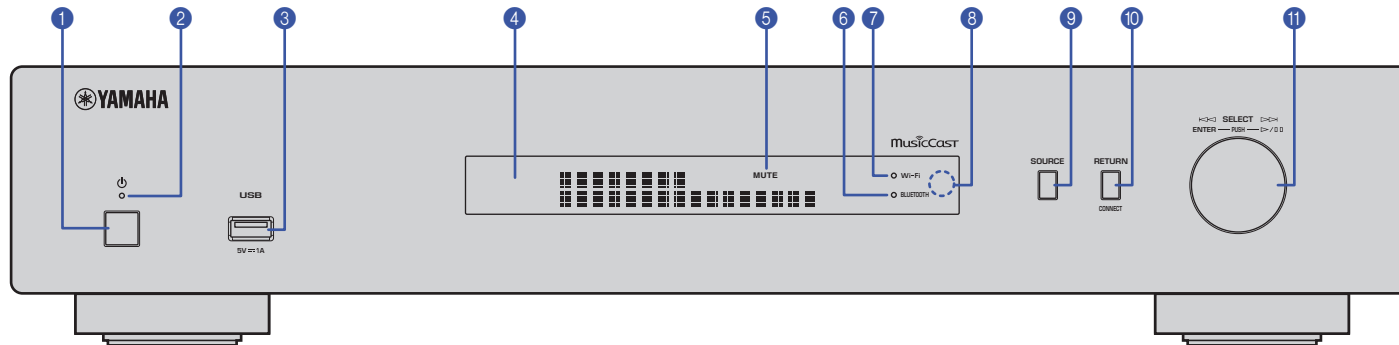 1 2 3 4 5 6 7 8 9 10 11
YAMAHA
MusicCast
SELECT
ENTER PUSH
SOURCE RETURN
MUTE
Wi-Fi
USB
BLUETOOTH
CONNECT
5V 1A